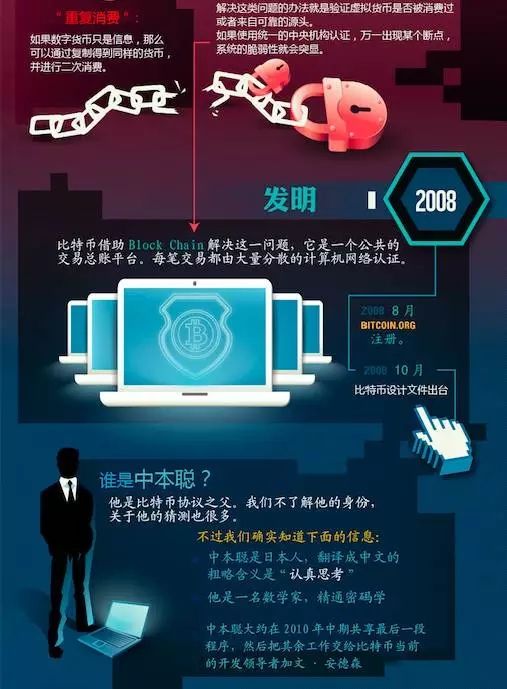 “重复消费”：
如果数字货币只是信息，那么
可以通过复制得到同样的货币，
并进行二次消费。
解决这类问题的办法就是验证虚拟货币是否被消费过
或者来自可靠的源头。
如果使用统一的中央机构认证，万一出现某个断点，
系统的脆弱性就会突显。
发明
2008
比特币借助 Block Chain 解决这一问题，它是一个公共的
交易总账平台。每笔交易都由大量分散的计算机网络认证。
2008 8 月
BITCOIN.ORG
注册。
2008 10 月
比特币设计文件出台
谁是中本聪？
他是比特币协议之父。我们不了解他的身份，
关于他的猜测也很多。
不过我们确实知道下面的信息：
中本聪是日本人，翻译成中文的
粗略含义是“认真思考”
他是一名数学家，精通密码学
中本聪大约在 2010 年中期共享最后一段
程序，然后把其余工作交给比特币当前
的开发领导者加文 · 安德森